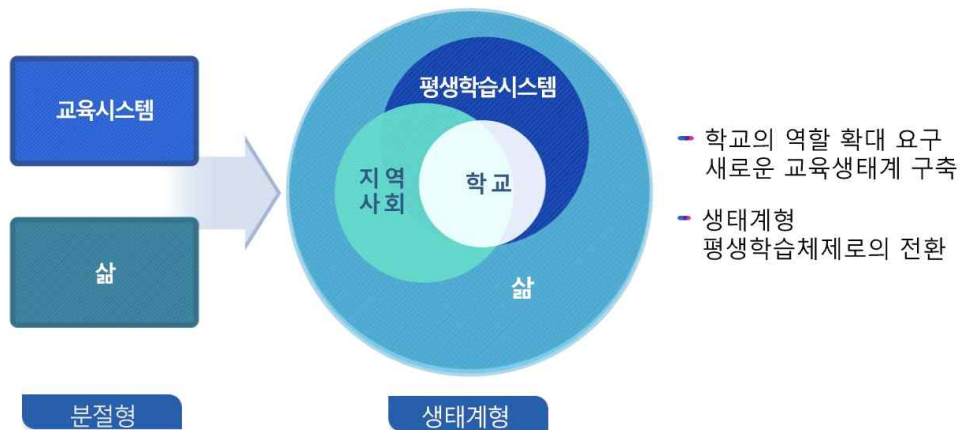 교육시스템
삶
분절형
평생학습시스템
지역
사회
학교
삶
생태계형
학교의 역할 확대 요구
새로운 교육생태계 구축
생태계형
평생학습체제로의 전환